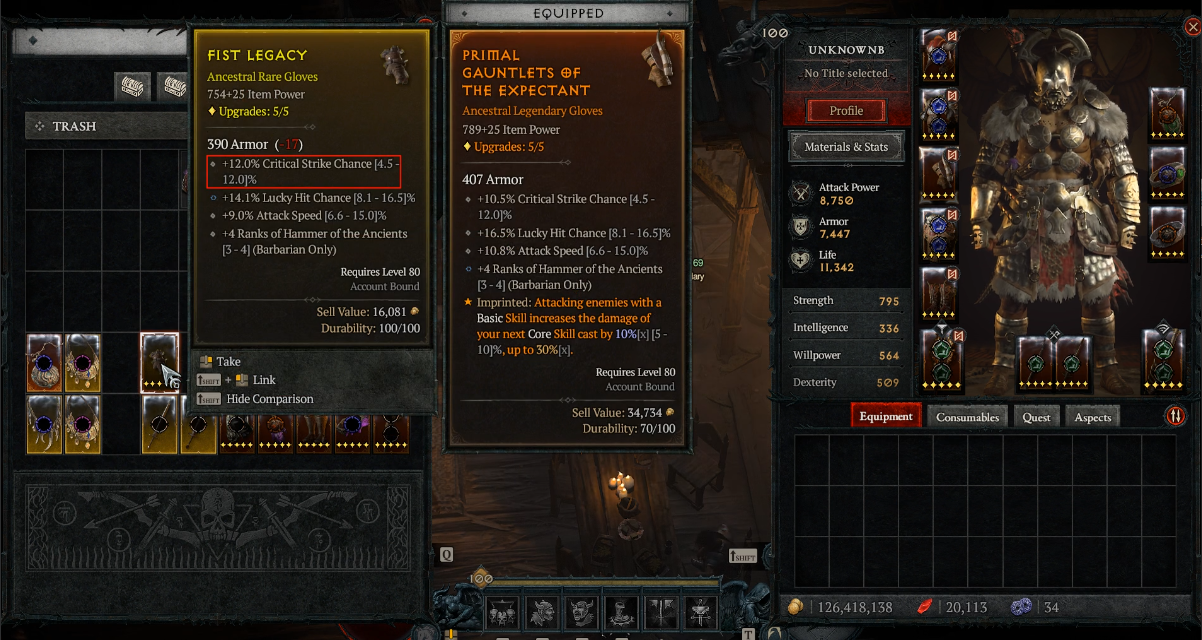 TRASH
FIST LEGACY
Ancestral Rare Gloves
754+25 Item Power
Upgrades: 5/5
390 Armor (-17)
+12.0% Critical Strike Chance [4.5 -
12.0]%
+14.1% Lucky Hit Chance [8.1 - 16.5]%
+9.0% Attack Speed [6.6 - 15.0]%
+4 Ranks of Hammer of the Ancients
[3 - 4] (Barbarian Only)
Requires Level 80
Account Bound
Sell Value: 16,081
Durability: 100/100
Take
SHIFT + Link
SHIFT Hide Comparison
EQUIPPED
PRIMAL
GAUNTLETS OF
THE EXPECTANT
Ancestral Legendary Gloves
789+25 Item Power
Upgrades: 5/5
407 Armor
+10.5% Critical Strike Chance [4.5 -
12.0]%
+16.5% Lucky Hit Chance [8.1 - 16.5]%
+10.8% Attack Speed [6.6 - 15.0]%
+4 Ranks of Hammer of the Ancients
[3 - 4] (Barbarian Only)
Imprinted: Attacking enemies with a
Basic Skill increases the damage of
your next Core Skill cast by 10%[x] [5 -
10]%, up to 30%[x].
Requires Level 80
Account Bound
Sell Value: 34,734
Durability: 70/100
69
Q
SHIFT
100
T
100
UNKNOWNB
No Title selected
Profile
Materials & Stats
Attack Power
8,750
Armor
7,447
Life
11,342
Strength 795
Intelligence 336
Willpower 564
Dexterity 509
Equipment
Consumables
Quest
Aspects
126,418,138
20,113
34